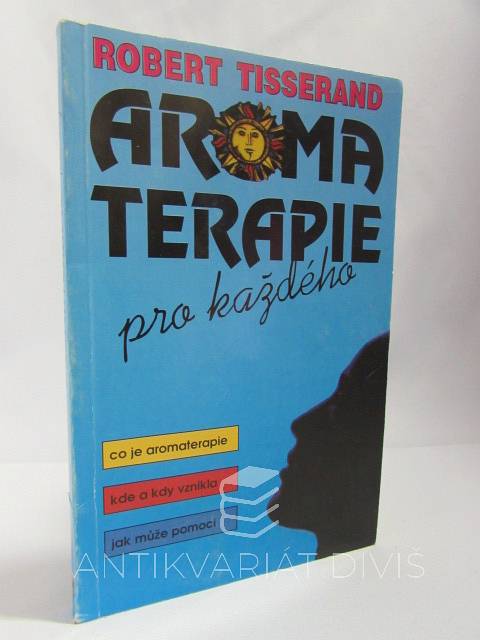 ROBERT TISSERAND
AROMA
TERAPIE
pro každého
co je aromaterapie
kde a kdy vznikla
jak může pomoci
ANTIKVARIÁT DIVIŠ